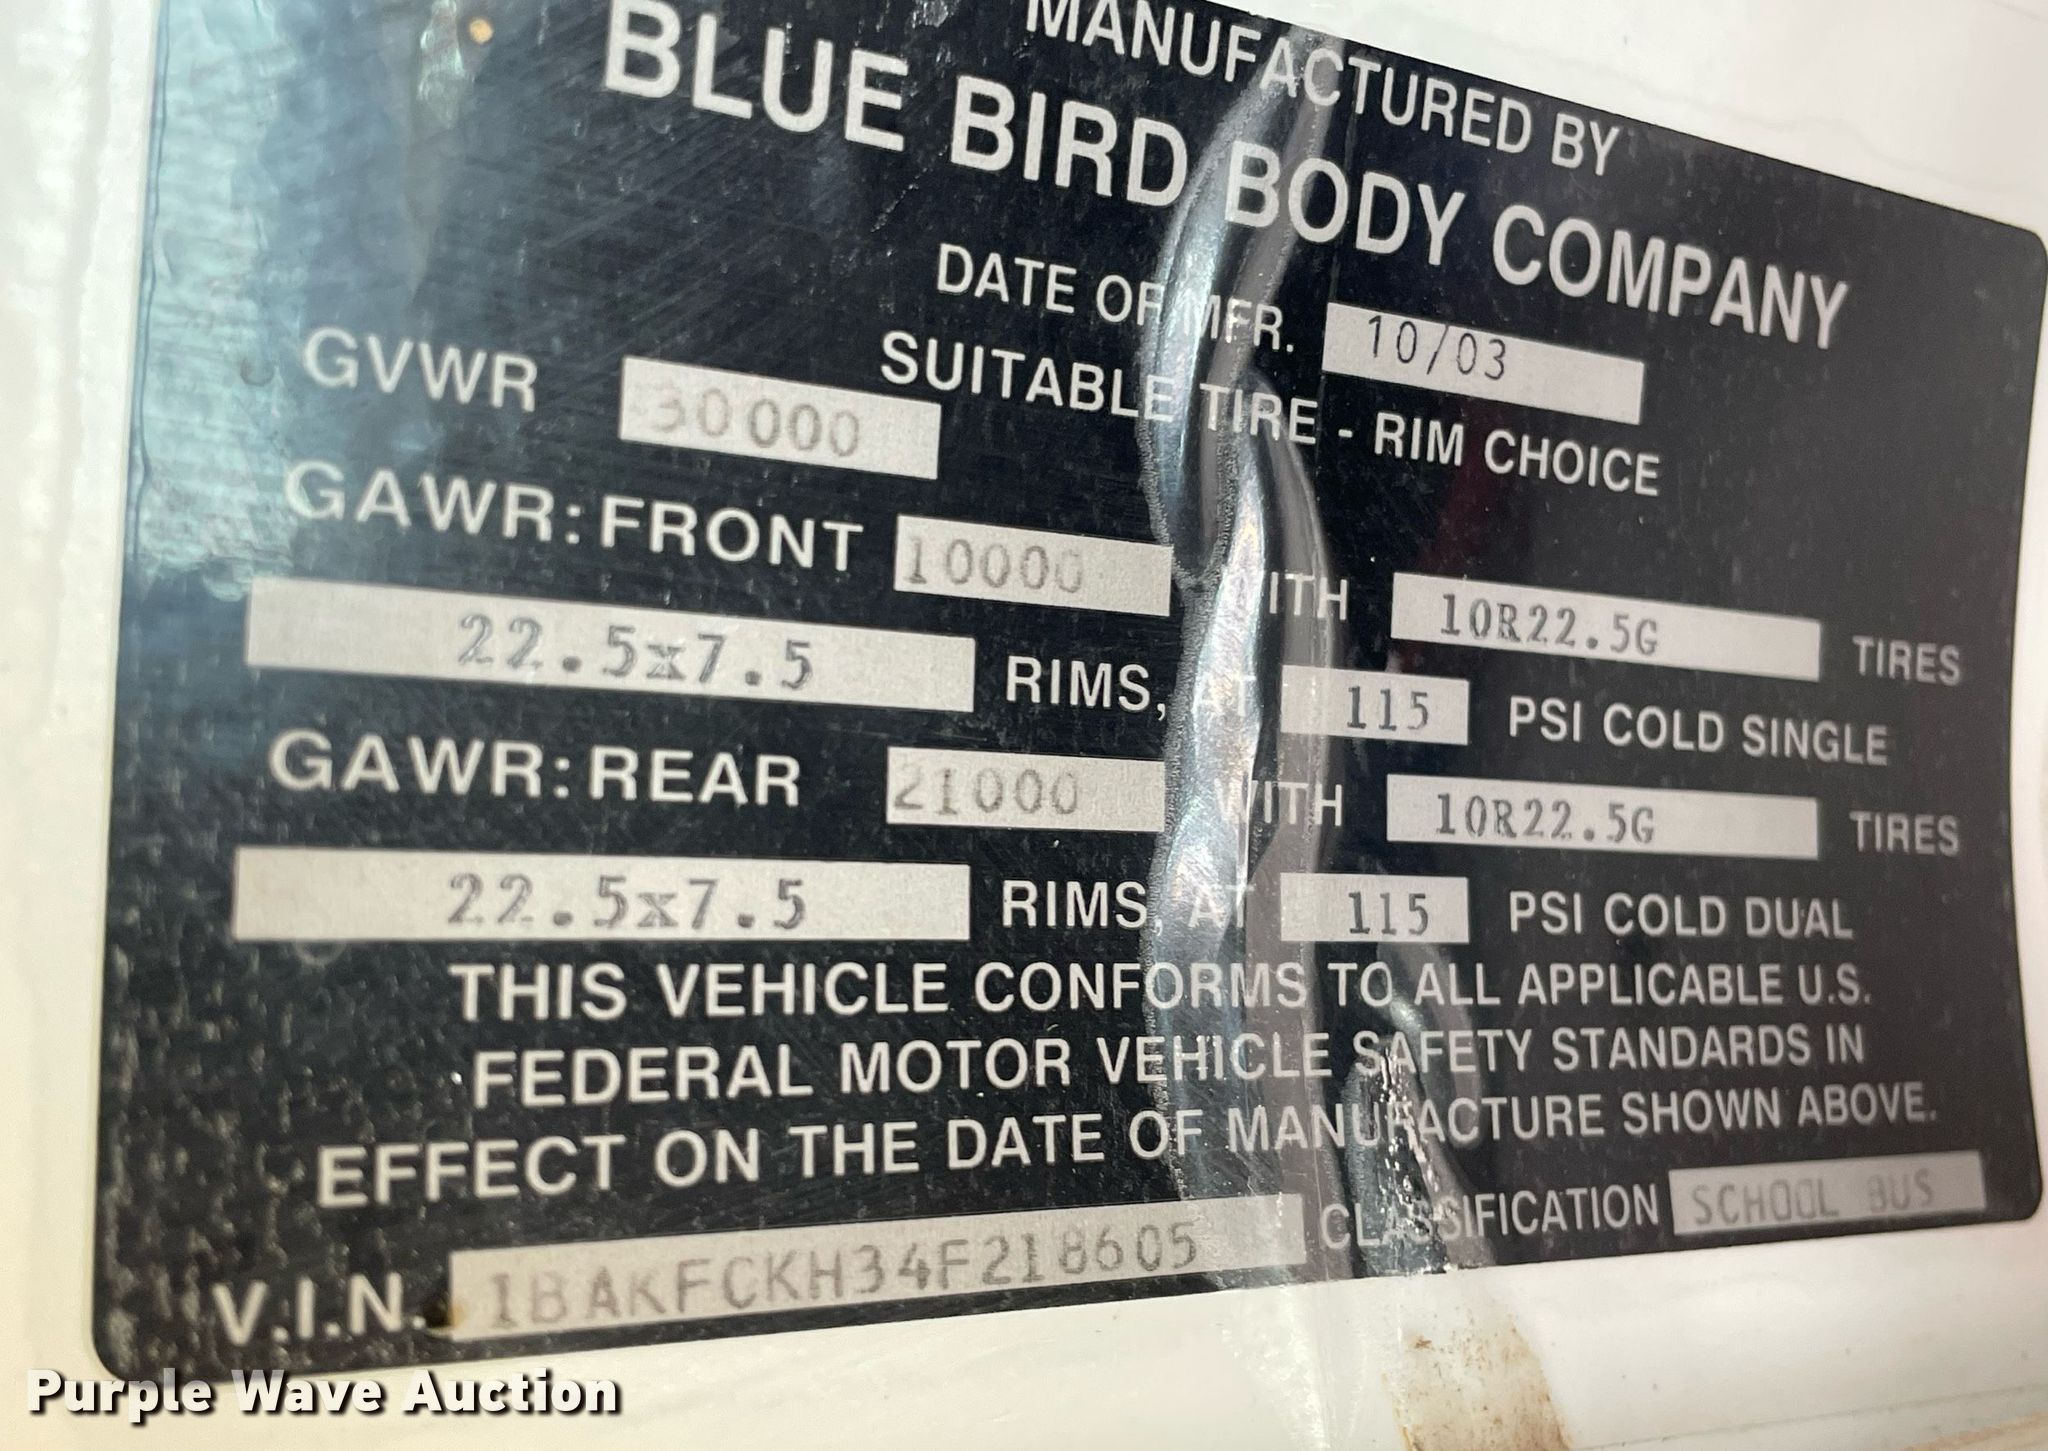 MANUFACTURED BY
BLUE BIRD BODY COMPANY
DATE OF MFR. 10/03
GVWR 30000 SUITABLE TIRE - RIM CHOICE
GAWR: FRONT 10000 WITH 10R22.5G TIRES
22.5x7.5 RIMS, AT 115 PSI COLD SINGLE
GAWR: REAR 21000 WITH 10R22.5G TIRES
22.5x7.5 RIMS, AT 115 PSI COLD DUAL
THIS VEHICLE CONFORMS TO ALL APPLICABLE U.S.
FEDERAL MOTOR VEHICLE SAFETY STANDARDS IN
EFFECT ON THE DATE OF MANUFACTURE SHOWN ABOVE.
V.I.N. 1BAKFCKH34F218605 CLASSIFICATION SCHOOL BUS
Purple Wave Auction